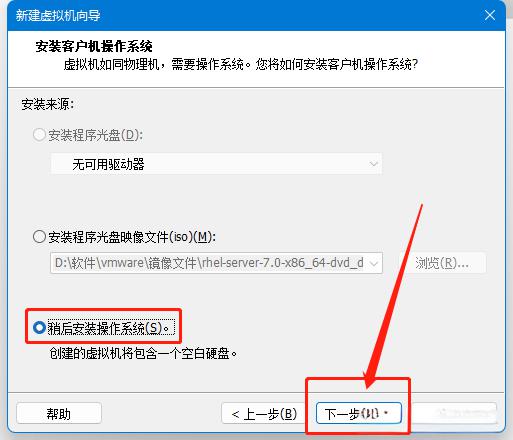 新建虚拟机向导
安装客户机操作系统
虚拟机如同物理机，需要操作系统。您将如何安装客户机操作系统?
安装来源:
安装程序光盘(D):
无可用驱动器
安装程序光盘映像文件(iso)(M):
D:\软件\vmware\镜像文件\rhel-server-7.0-x86_64-dvd_d
浏览(R)...
稍后安装操作系统(S)。
创建的虚拟机将包含一个空白硬盘。
帮助
< 上一步(B)
下一步